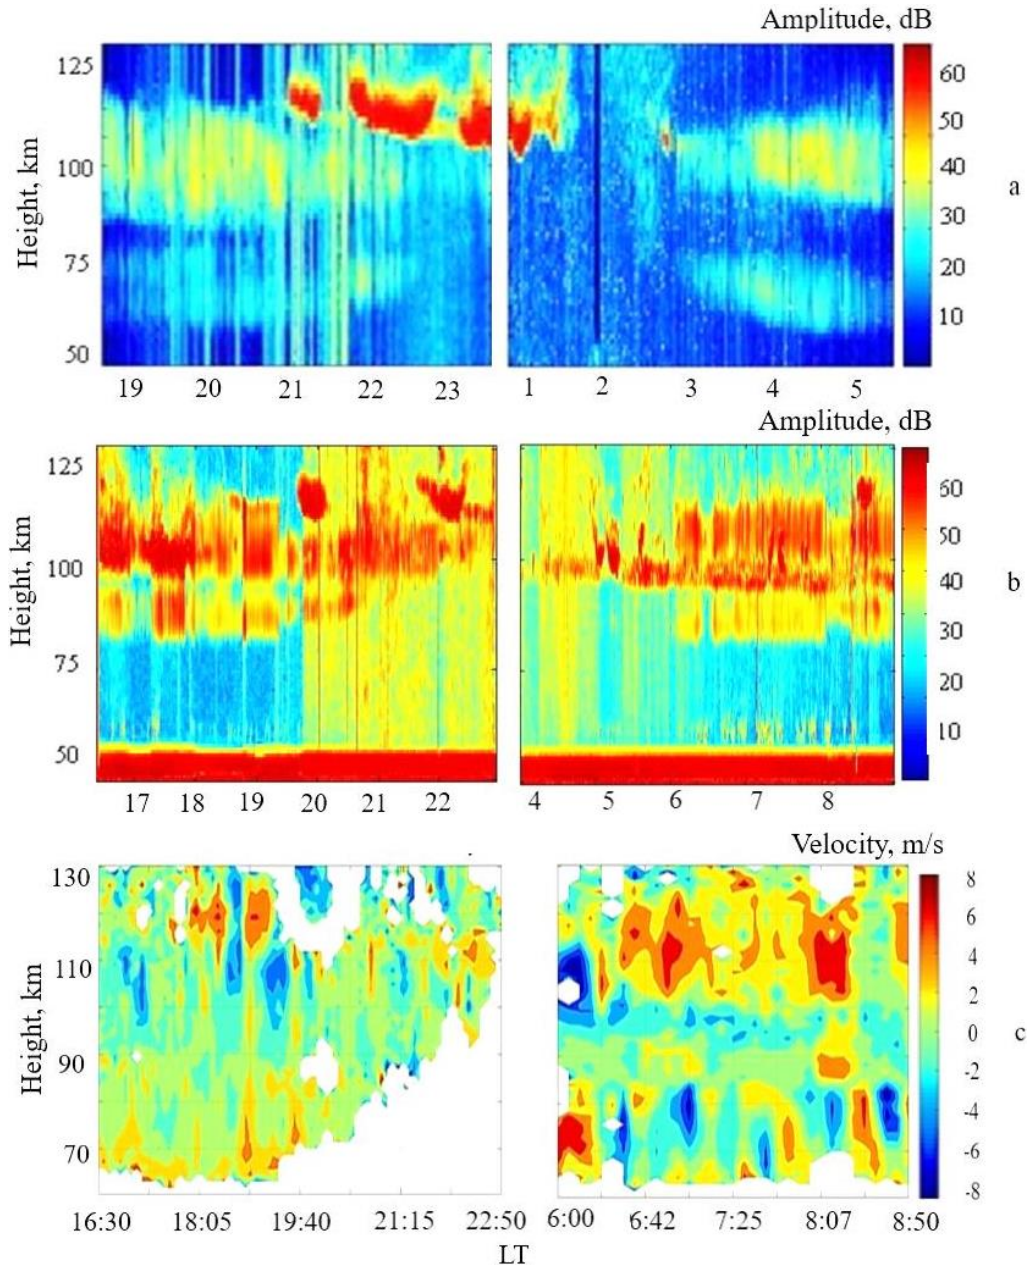 Amplitude, dB
125
100
75
50
Height, km
60
50
40
30
20
10
a
19 20 21 22 23
1 2 3 4 5
Amplitude, dB
125
100
75
50
Height, km
60
50
40
30
20
10
b
17 18 19 20 21 22
4 5 6 7 8
Velocity, m/s
130
110
90
70
Height, km
8
6
4
2
0
-2
-4
-6
-8
c
16:30 18:05 19:40 21:15 22:50
6:00 6:42 7:25 8:07 8:50
LT